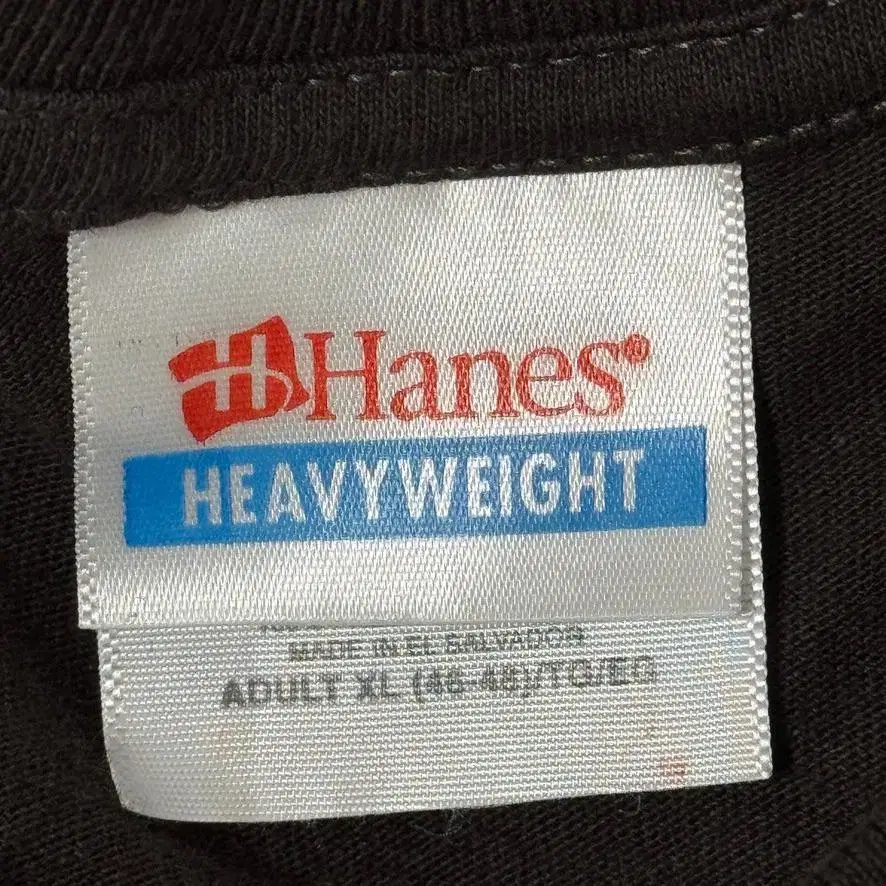 Hanes®
HEAVYWEIGHT
MADE IN EL SALVADOR
ADULT XL (46-48)/TG/EG